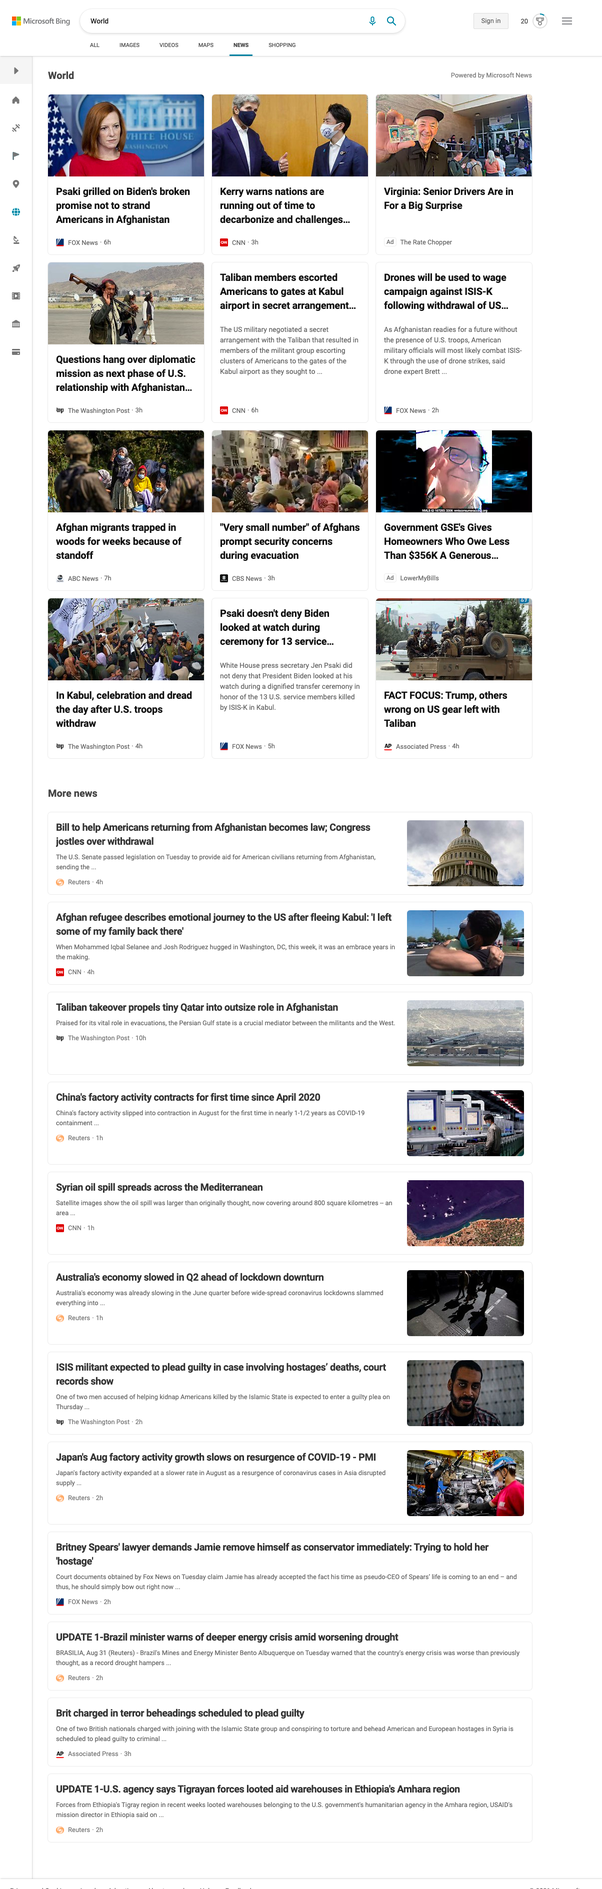 Microsoft Bing
World
Sign in
20
ALL
IMAGES
VIDEOS
MAPS
NEWS
SHOPPING
World
Powered by Microsoft News
Psaki grilled on Biden's broken
promise not to strand
Americans in Afghanistan
FOX News · 6h
Kerry warns nations are
running out of time to
decarbonize and challenges...
CNN · 3h
Virginia: Senior Drivers Are in
For a Big Surprise
Ad The Rate Chopper
Questions hang over diplomatic
mission as next phase of U.S.
relationship with Afghanistan...
The Washington Post · 3h
Taliban members escorted
Americans to gates at Kabul
airport in secret arrangement...
The US military negotiated a secret
arrangement with the Taliban that resulted in
members of the militant group escorting
clusters of Americans to the gates of the
Kabul airport as they sought to ...
CNN · 6h
Drones will be used to wage
campaign against ISIS-K
following withdrawal of US...
As Afghanistan readies for a future without
the presence of U.S. troops, American
military officials will most likely combat ISIS-
K through the use of drone strikes, said
drone expert Brett ...
FOX News · 2h
Afghan migrants trapped in
woods for weeks because of
standoff
ABC News · 7h
"Very small number" of Afghans
prompt security concerns
during evacuation
CBS News · 3h
Government GSE's Gives
Homeowners Who Owe Less
Than $356K A Generous...
Ad LowerMyBills
In Kabul, celebration and dread
the day after U.S. troops
withdraw
The Washington Post · 4h
Psaki doesn't deny Biden
looked at watch during
ceremony for 13 service...
White House press secretary Jen Psaki did
not deny that President Biden looked at his
watch during a dignified transfer ceremony in
honor of the 13 U.S. service members killed
by ISIS-K in Kabul.
FOX News · 5h
FACT FOCUS: Trump, others
wrong on US gear left with
Taliban
AP Associated Press · 4h
More news
Bill to help Americans returning from Afghanistan becomes law; Congress
jostles over withdrawal
The U.S. Senate passed legislation on Tuesday to provide aid for American civilians returning from Afghanistan,
sending the ...
Reuters · 4h
Afghan refugee describes emotional journey to the US after fleeing Kabul: 'I left
some of my family back there'
When Mohammed Iqbal Selanee and Josh Rodriguez hugged in Washington, DC, this week, it was an embrace years in
the making.
CNN · 4h
Taliban takeover propels tiny Qatar into outsize role in Afghanistan
Praised for its vital role in evacuations, the Persian Gulf state is a crucial mediator between the militants and the West.
The Washington Post · 10h
China's factory activity contracts for first time since April 2020
China's factory activity slipped into contraction in August for the first time in nearly 1-1/2 years as COVID-19
containment ...
Reuters · 1h
Syrian oil spill spreads across the Mediterranean
Satellite images show the oil spill was larger than originally thought, now covering around 800 square kilometres – an
area ...
CNN · 1h
Australia's economy slowed in Q2 ahead of lockdown downturn
Australia's economy was already slowing in the June quarter before wide-spread coronavirus lockdowns slammed
everything into ...
Reuters · 1h
ISIS militant expected to plead guilty in case involving hostages' deaths, court
records show
One of two men accused of helping kidnap Americans killed by the Islamic State is expected to enter a guilty plea on
Thursday ...
The Washington Post · 2h
Japan's Aug factory activity growth slows on resurgence of COVID-19 - PMI
Japan's factory activity expanded at a slower rate in August as a resurgence of coronavirus cases in Asia disrupted
supply ...
Reuters · 2h
Britney Spears' lawyer demands Jamie remove himself as conservator immediately: Trying to hold her
'hostage'
Court documents obtained by Fox News on Tuesday claim Jamie has already accepted the fact his time as pseudo-CEO of Spears' life is coming to an end – and
thus, he should simply bow out right now ...
FOX News · 2h
UPDATE 1-Brazil minister warns of deeper energy crisis amid worsening drought
BRASILIA, Aug 31 (Reuters) - Brazil's Mines and Energy Minister Bento Albuquerque on Tuesday warned that the country's energy crisis was worse than previously
thought, as a record drought hampers ...
Reuters · 2h
Brit charged in terror beheadings scheduled to plead guilty
One of two British nationals charged with joining with the Islamic State group and conspiring to torture and behead American and European hostages in Syria is
scheduled to plead guilty to criminal ...
AP Associated Press · 3h
UPDATE 1-U.S. agency says Tigrayan forces looted aid warehouses in Ethiopia's Amhara region
Forces from Ethiopia's Tigray region in recent weeks looted warehouses belonging to the U.S. government's humanitarian agency in the Amhara region, USAID's
mission director in Ethiopia said on ...
Reuters · 2h